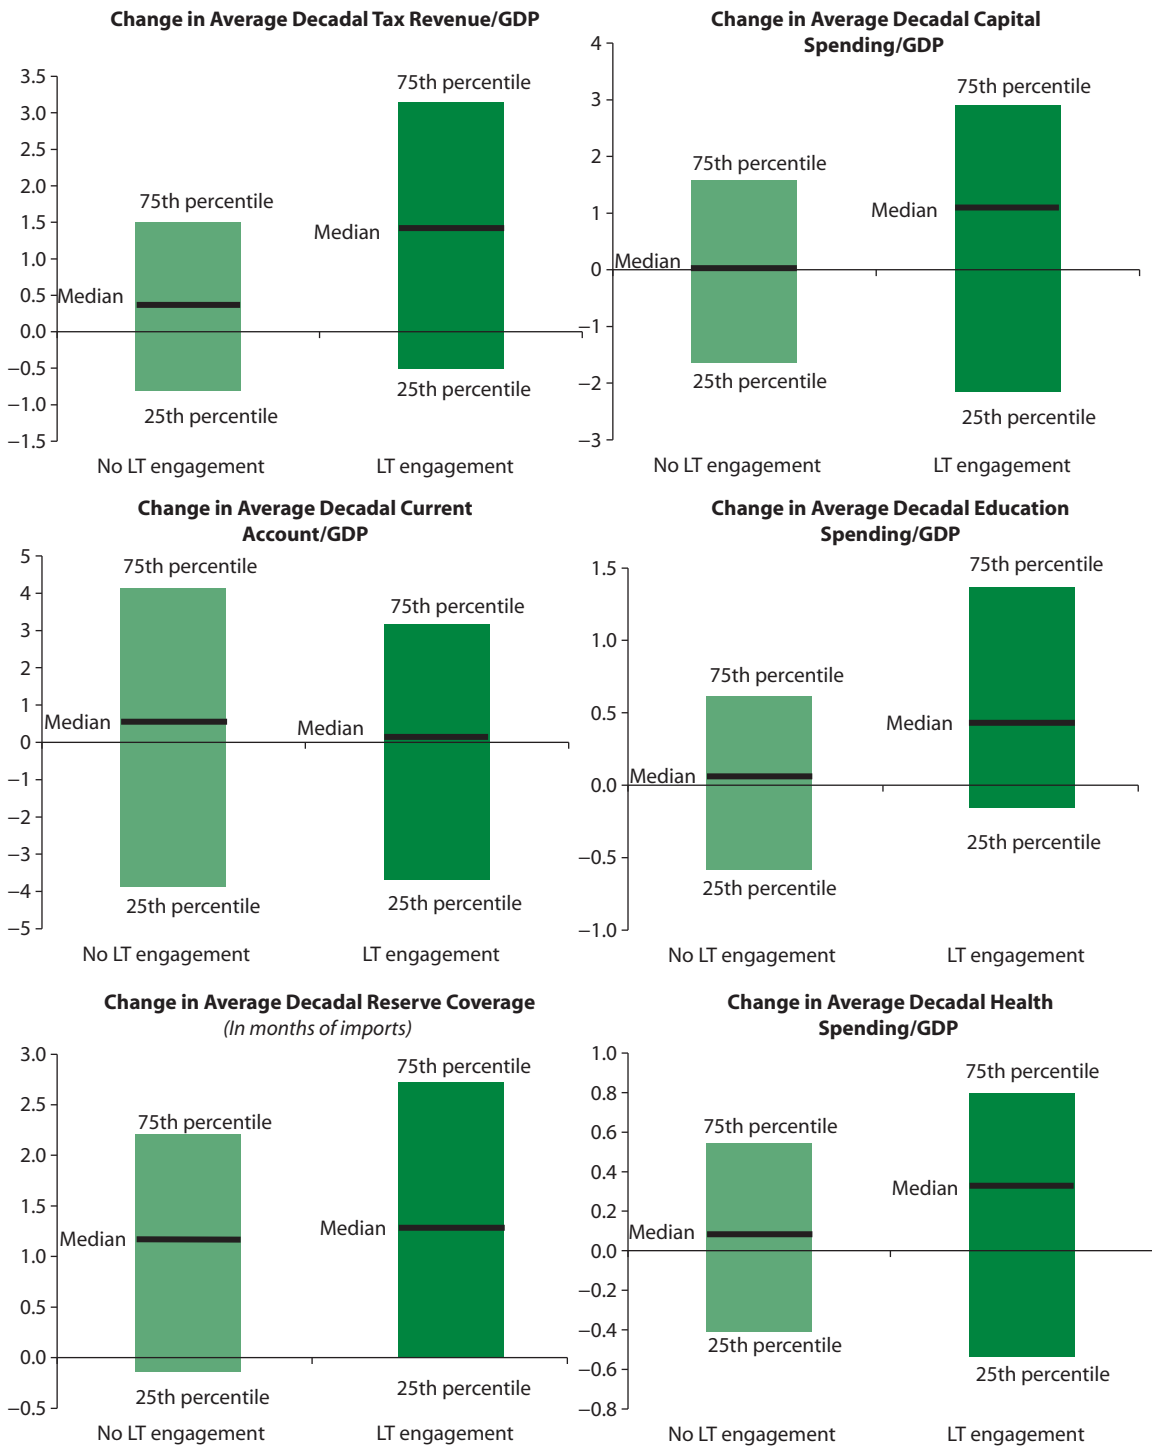 Change in Average Decadal Tax Revenue/GDP
3.5
3.0
2.5
2.0
1.5
1.0
0.5
0.0
−0.5
−1.0
−1.5
75th percentile
Median
25th percentile
75th percentile
Median
25th percentile
No LT engagement
LT engagement
Change in Average Decadal Capital
Spending/GDP
4
3
2
1
0
−1
−2
−3
75th percentile
Median
25th percentile
75th percentile
Median
25th percentile
No LT engagement
LT engagement
Change in Average Decadal Current
Account/GDP
5
4
3
2
1
0
−1
−2
−3
−4
−5
75th percentile
Median
25th percentile
75th percentile
Median
25th percentile
No LT engagement
LT engagement
Change in Average Decadal Education
Spending/GDP
1.5
1.0
0.5
0.0
−0.5
−1.0
75th percentile
Median
25th percentile
75th percentile
Median
25th percentile
No LT engagement
LT engagement
Change in Average Decadal Reserve Coverage
(In months of imports)
3.0
2.5
2.0
1.5
1.0
0.5
0.0
−0.5
75th percentile
Median
25th percentile
75th percentile
Median
25th percentile
No LT engagement
LT engagement
Change in Average Decadal Health
Spending/GDP
1.0
0.8
0.6
0.4
0.2
0.0
−0.2
−0.4
−0.6
−0.8
75th percentile
Median
25th percentile
75th percentile
Median
25th percentile
No LT engagement
LT engagement